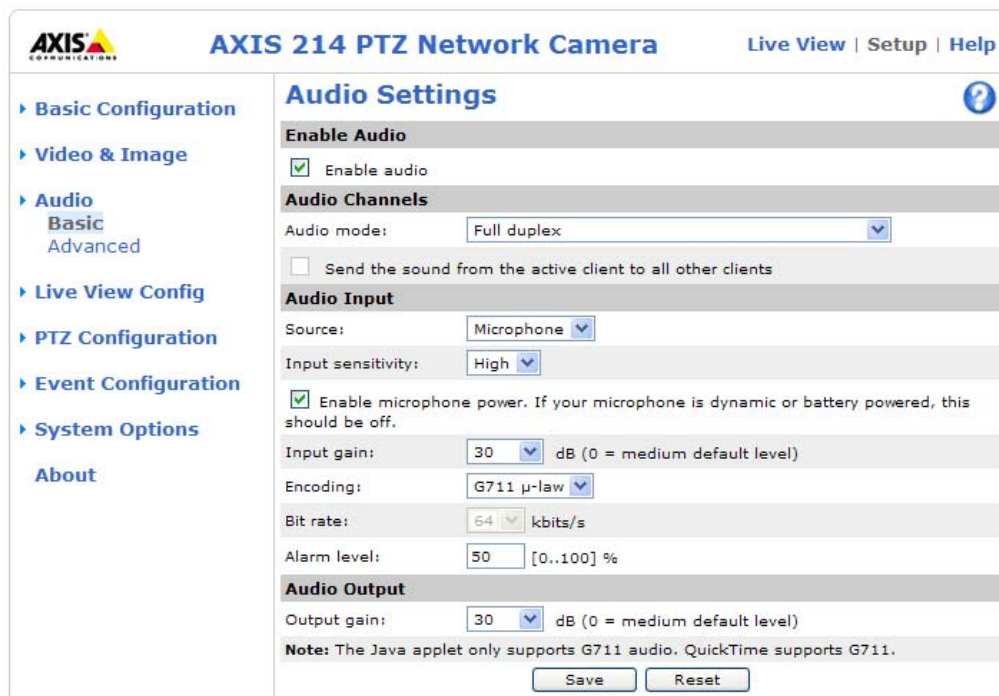 AXIS
COMMUNICATIONS
AXIS 214 PTZ Network Camera
Live View | Setup | Help
Basic Configuration
Video & Image
Audio
Basic
Advanced
Live View Config
PTZ Configuration
Event Configuration
System Options
About
Audio Settings
?
Enable Audio
Enable audio
Audio Channels
Audio mode: Full duplex
Send the sound from the active client to all other clients
Audio Input
Source: Microphone
Input sensitivity: High
Enable microphone power. If your microphone is dynamic or battery powered, this
should be off.
Input gain: 30 dB (0 = medium default level)
Encoding: G711 µ-law
Bit rate: 64 kbits/s
Alarm level: 50 [0..100] %
Audio Output
Output gain: 30 dB (0 = medium default level)
Note: The Java applet only supports G711 audio. QuickTime supports G711.
Save Reset